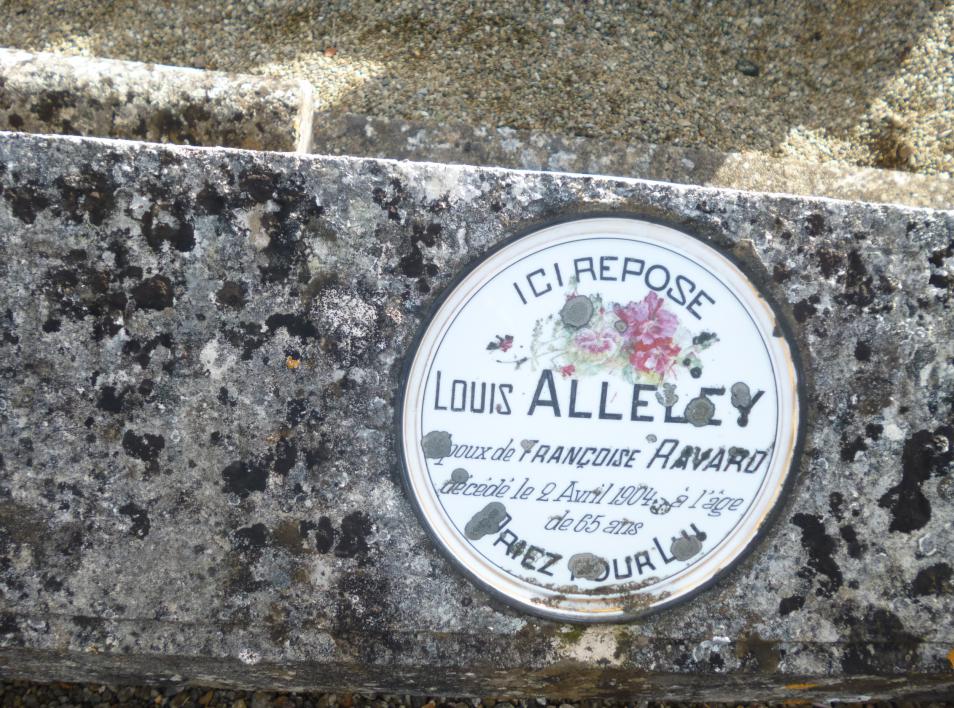 ICI REPOSE
LOUIS ALLELEY
Époux de FRANÇOISE RAVARD
décédé le 2 Avril 1904 à l'âge
de 65 ans
PRIEZ POUR LUI